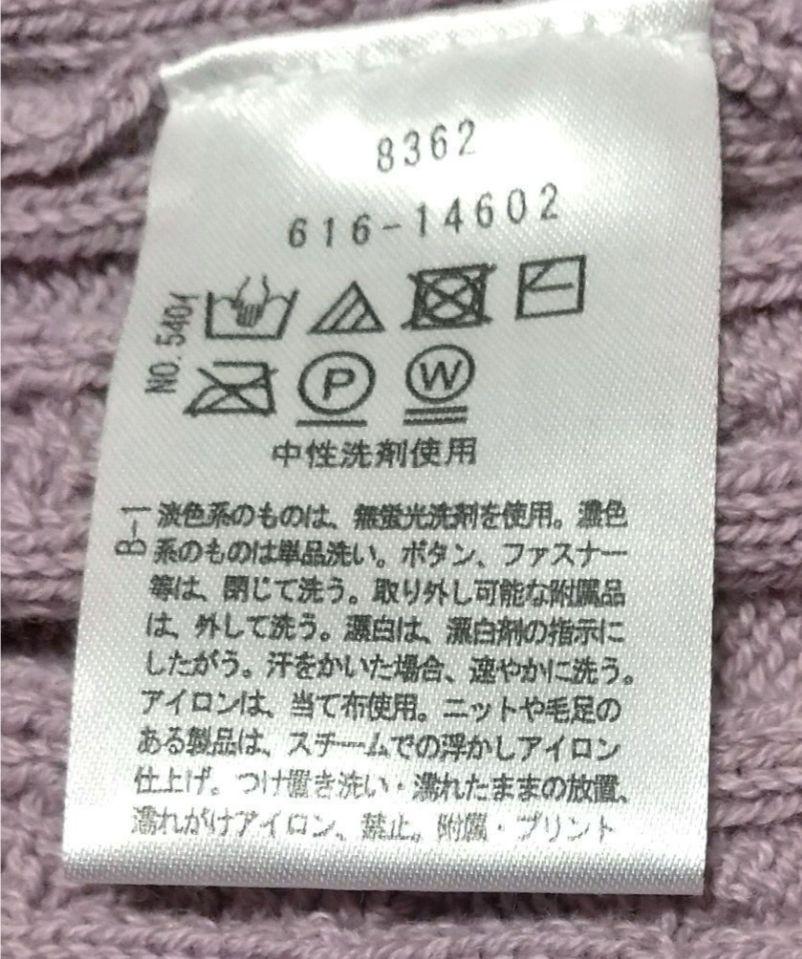 8362
616-14602
NO. 5401
P
W
中性洗剤使用
B-1
淡色系のものは、無蛍光洗剤を使用。濃色
系のものは単品洗い。ボタン、ファスナー
等は、閉じて洗う。取り外し可能な附属品
は、外して洗う。漂白は、漂白剤の指示に
したがう。汗をかいた場合、速やかに洗う。
アイロンは、当て布使用。ニットや毛足の
ある製品は、スチームでの浮かしアイロン
仕上げ。つけ置き洗い・濡れたままの放置、
濡れがけアイロン、禁止。附属・プリント